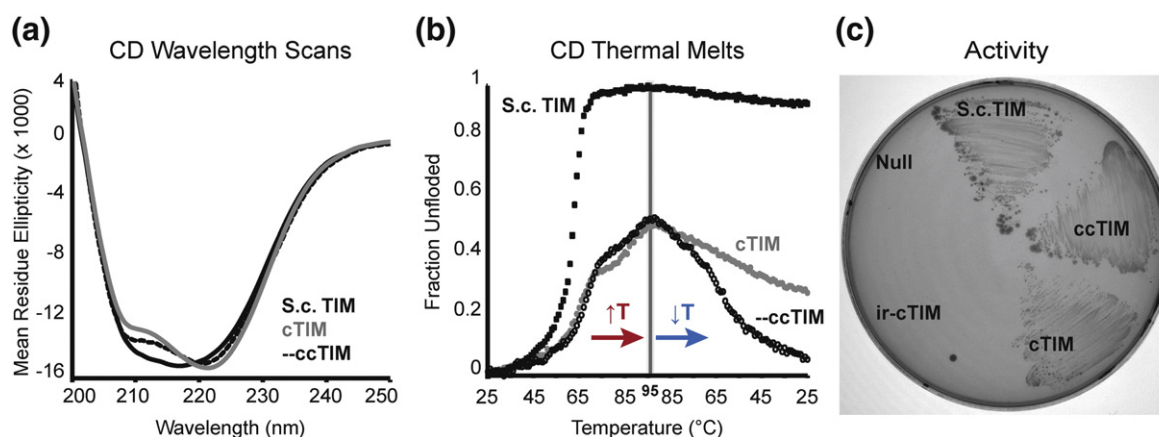 (a)
CD Wavelength Scans
4
0
-4
-8
-12
-16
Mean Residue Ellipticity (x 1000)
S.c. TIM
cTIM
--ccTIM
200 210 220 230 240 250
Wavelength (nm)
(b)
CD Thermal Melts
1
0.8
0.6
0.4
0.2
0
Fraction Unfloded
S.c. TIM
cTIM
--ccTIM
↑T
↓T
25 45 65 85 95 85 65 45 25
Temperature (°C)
(c)
Activity
S.c.TIM
Null
ccTIM
ir-cTIM
cTIM